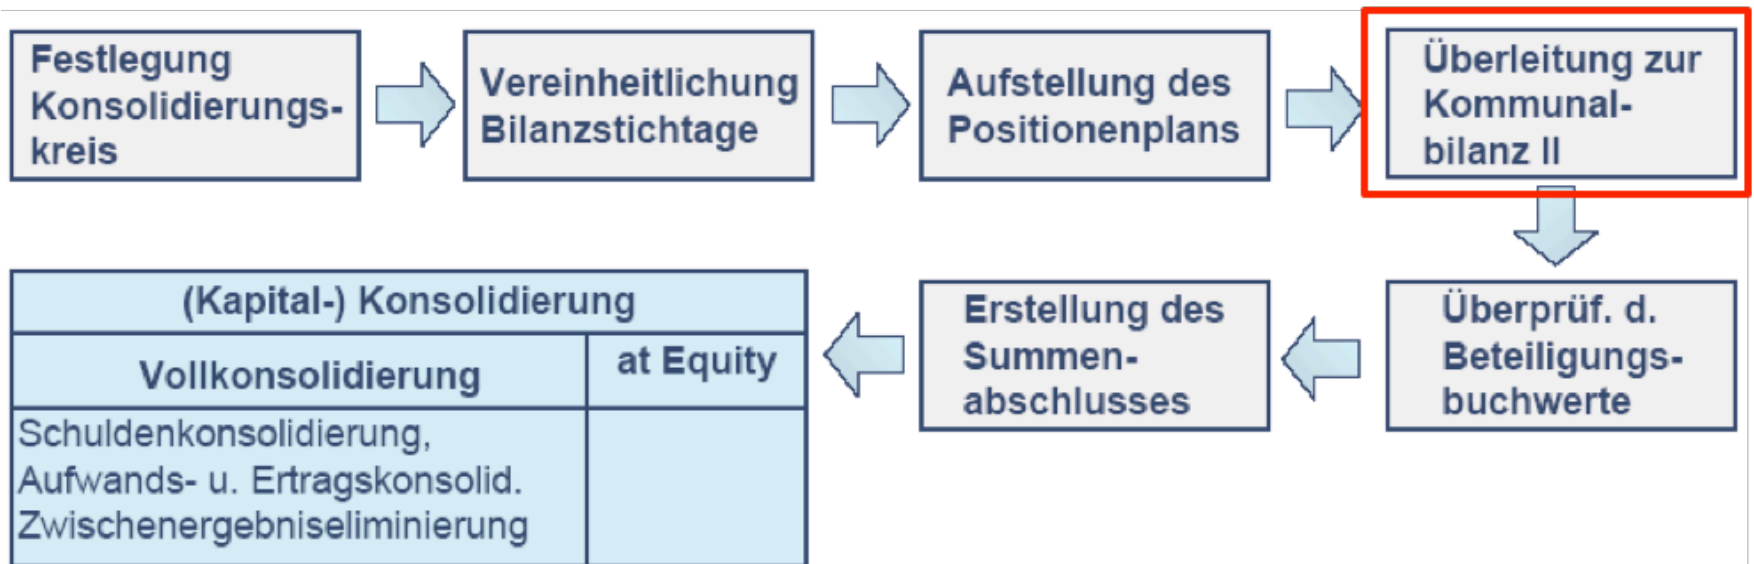 Festlegung
Konsolidierungs-
kreis
Vereinheitlichung
Bilanzstichtage
Aufstellung des
Positionenplans
Überleitung zur
Kommunal-
bilanz II
Überprüf. d.
Beteiligungs-
buchwerte
Erstellung des
Summen-
abschlusses
(Kapital-) Konsolidierung
Vollkonsolidierung
at Equity
Schuldenkonsolidierung,
Aufwands- u. Ertragskonsolid.
Zwischenergebniseliminierung